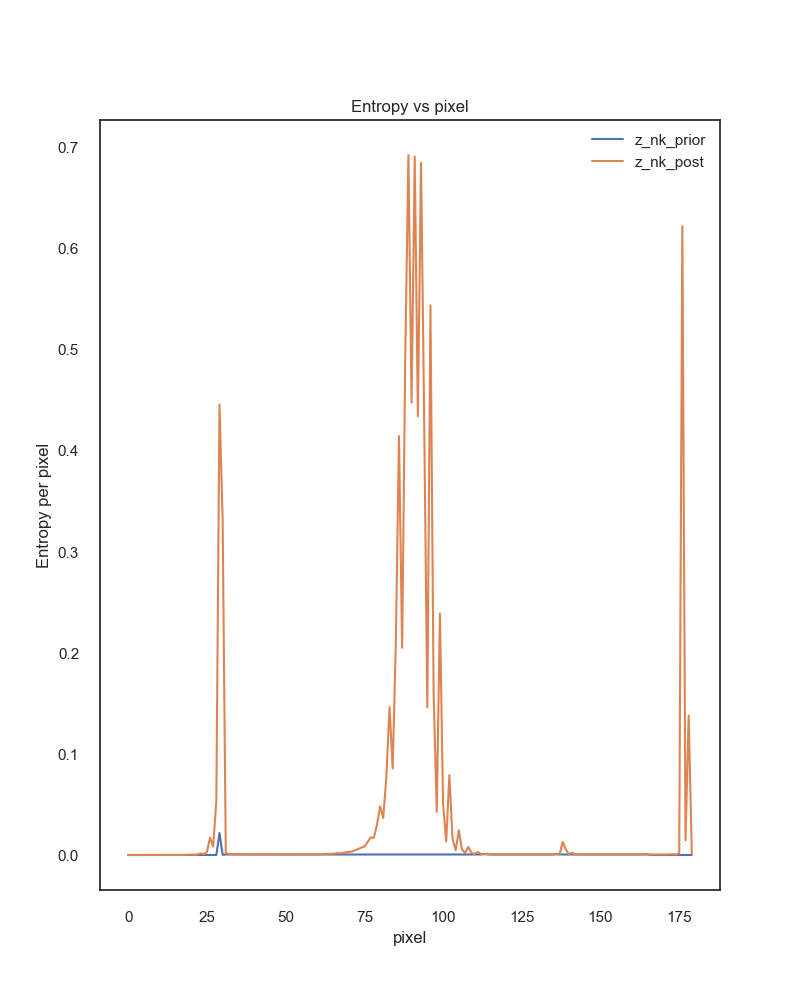 Entropy vs pixel
z_nk_prior
z_nk_post
0.7
0.6
0.5
0.4
0.3
0.2
0.1
0.0
Entropy per pixel
0 25 50 75 100 125 150 175
pixel